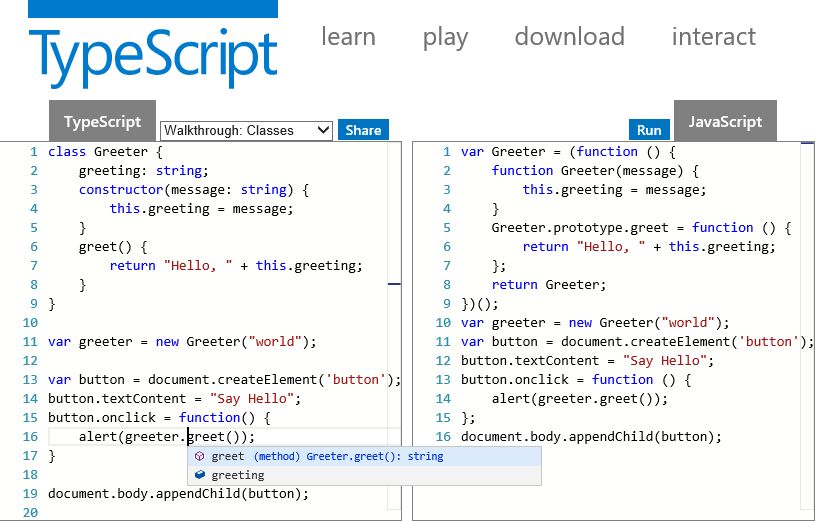 TypeScript learn play download interact
TypeScript Walkthrough: Classes Share
1 class Greeter {
2     greeting: string;
3     constructor(message: string) {
4         this.greeting = message;
5     }
6     greet() {
7         return "Hello, " + this.greeting;
8     }
9 }
10
11 var greeter = new Greeter("world");
12
13 var button = document.createElement('button');
14 button.textContent = "Say Hello";
15 button.onclick = function() {
16     alert(greeter.greet());
greet (method) Greeter.greet(): string
17 }
greeting
18
19 document.body.appendChild(button);
20
Run JavaScript
1 var Greeter = (function () {
2     function Greeter(message) {
3         this.greeting = message;
4     }
5     Greeter.prototype.greet = function () {
6         return "Hello, " + this.greeting;
7     };
8     return Greeter;
9 })();
10 var greeter = new Greeter("world");
11 var button = document.createElement('button');
12 button.textContent = "Say Hello";
13 button.onclick = function () {
14     alert(greeter.greet());
15 };
16 document.body.appendChild(button);